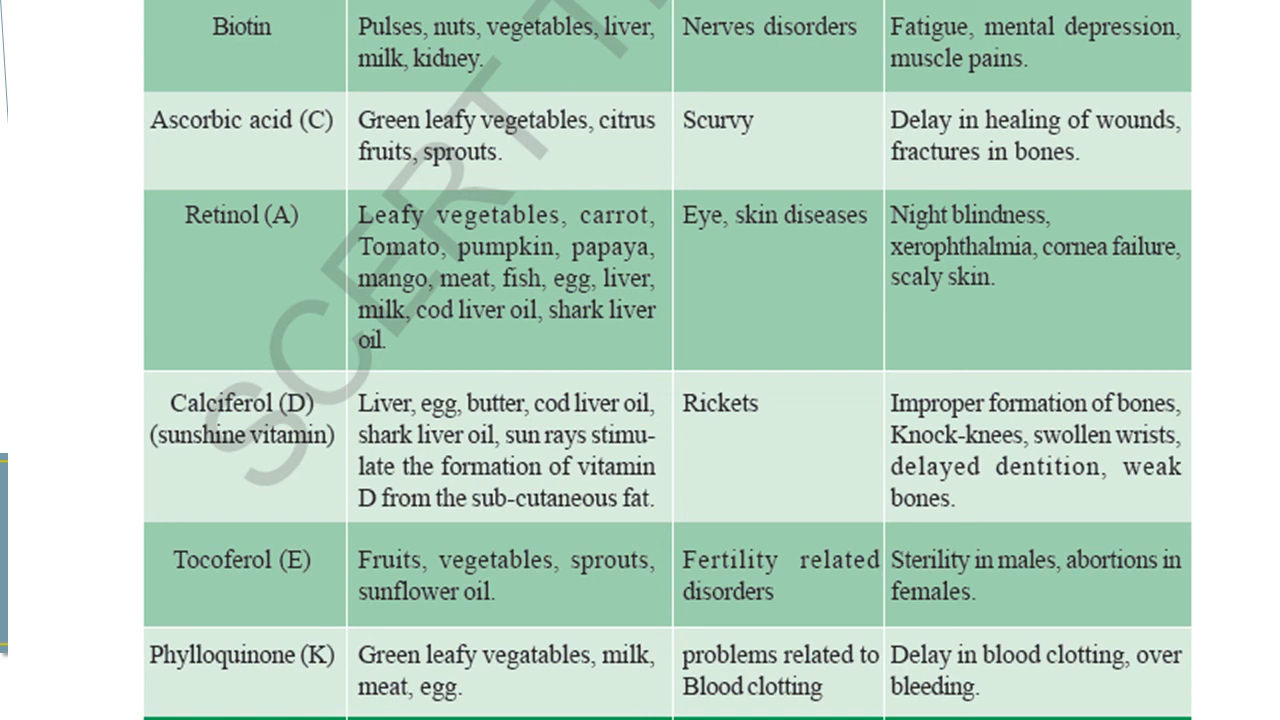 Biotin
Pulses, nuts, vegetables, liver,
milk, kidney.
Nerves disorders
Fatigue, mental depression,
muscle pains.
Ascorbic acid (C)
Green leafy vegetables, citrus
fruits, sprouts.
Scurvy
Delay in healing of wounds,
fractures in bones.
Retinol (A)
Leafy vegetables, carrot,
Tomato, pumpkin, papaya,
mango, meat, fish, egg, liver,
milk, cod liver oil, shark liver
oil.
Eye, skin diseases
Night blindness,
xerophthalmia, cornea failure,
scaly skin.
Calciferol (D)
(sunshine vitamin)
Liver, egg, butter, cod liver oil,
shark liver oil, sun rays stimu-
late the formation of vitamin
D from the sub-cutaneous fat.
Rickets
Improper formation of bones,
Knock-knees, swollen wrists,
delayed dentition, weak
bones.
Tocoferol (E)
Fruits, vegetables, sprouts,
sunflower oil.
Fertility related
disorders
Sterility in males, abortions in
females.
Phylloquinone (K)
Green leafy vegatables, milk,
meat, egg.
problems related to
Blood clotting
Delay in blood clotting, over
bleeding.
SCERT